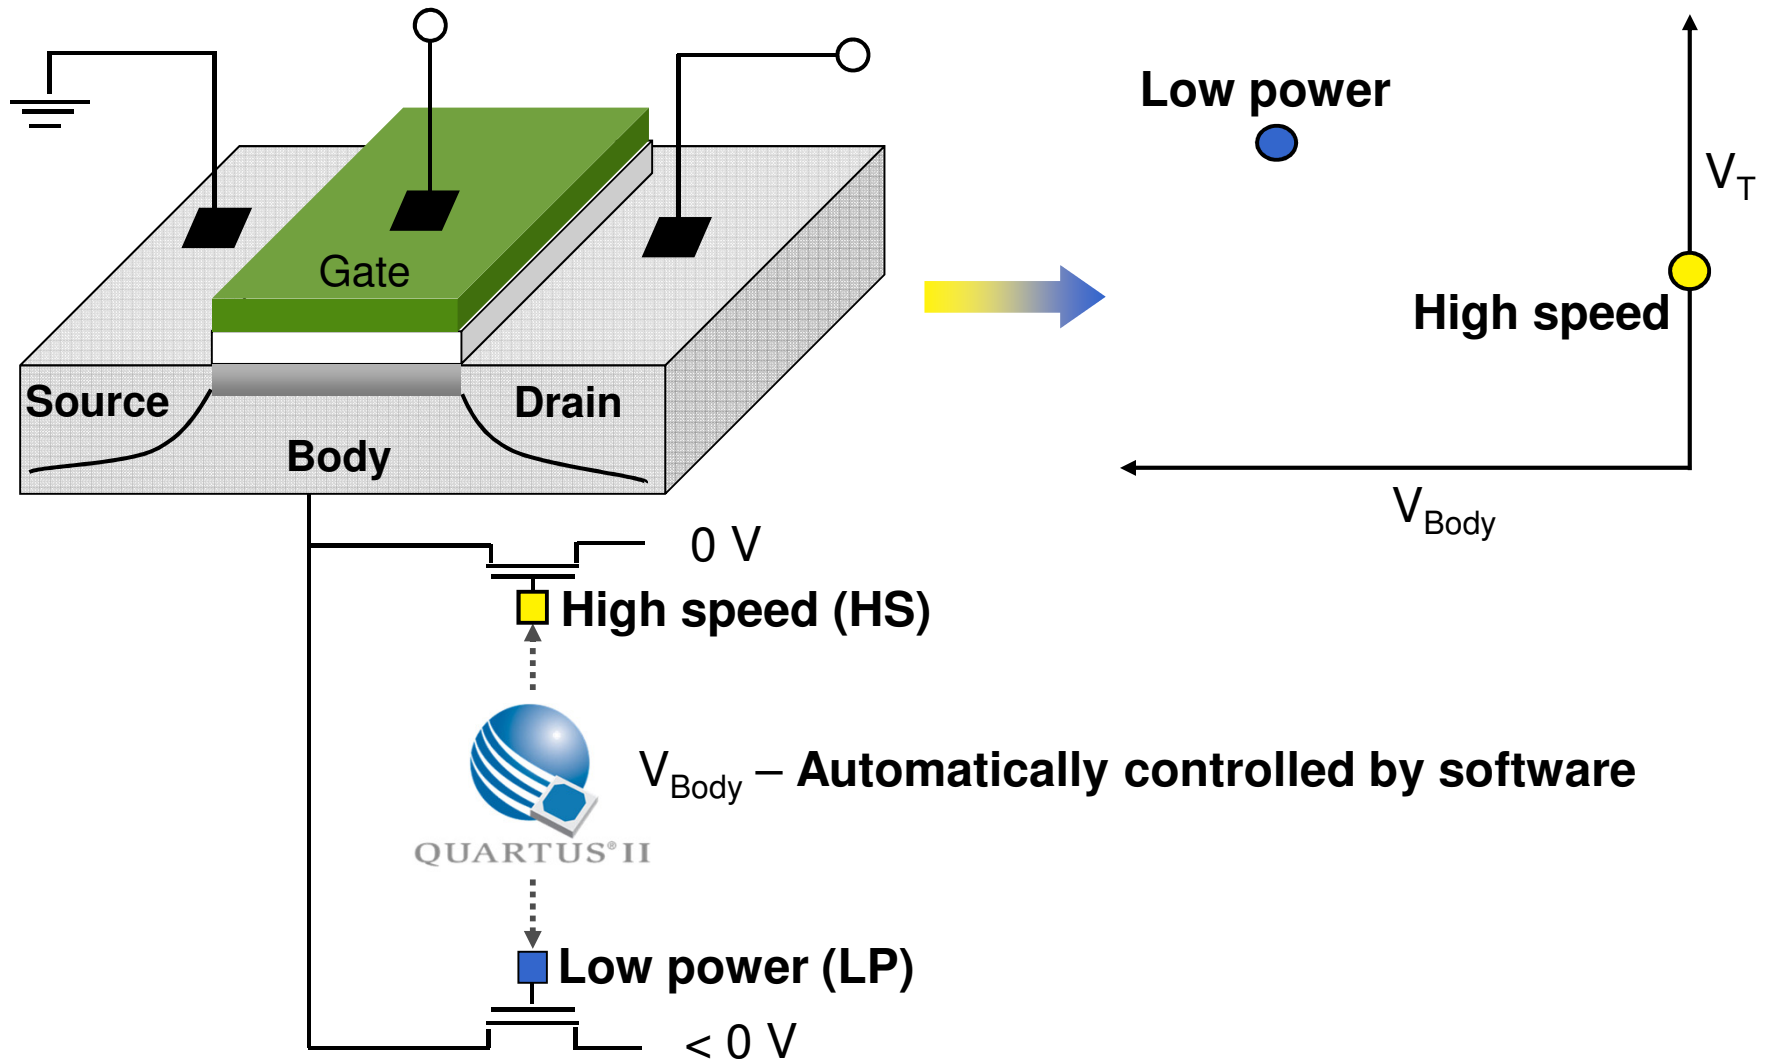 Low power
V_T
Gate
High speed
Source
Drain
Body
V_Body
0 V
High speed (HS)
V_Body – Automatically controlled by software
QUARTUS® II
Low power (LP)
< 0 V